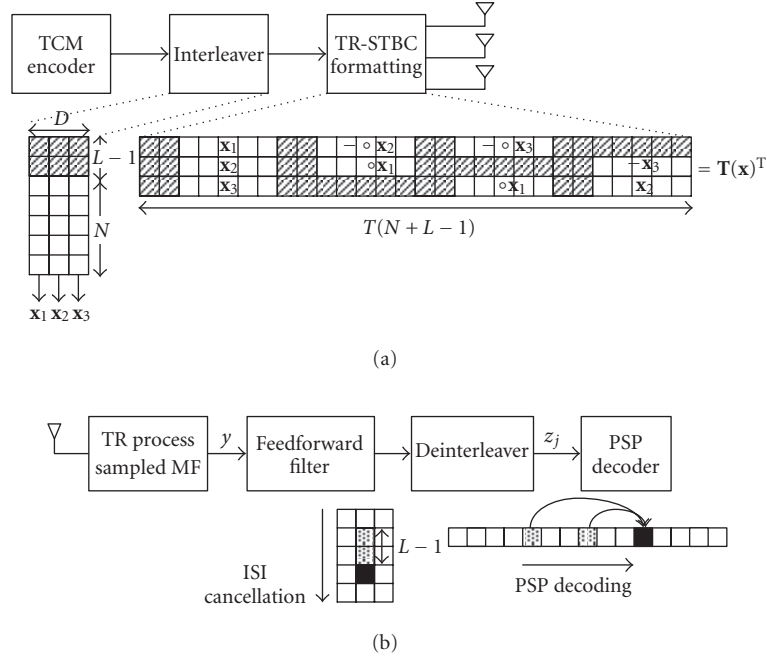 TCM encoder
Interleaver
TR-STBC formatting
D
L − 1
N
x₁ x₂ x₃
x₁ − ∘ x₂ − ∘ x₃
x₂ ∘x₁ −x₃
x₃ ∘x₁ x₂
= T(x)ᵀ
T(N + L − 1)
(a)
TR process sampled MF
y
Feedforward filter
Deinterleaver
z_j
PSP decoder
ISI cancellation
L − 1
PSP decoding
(b)